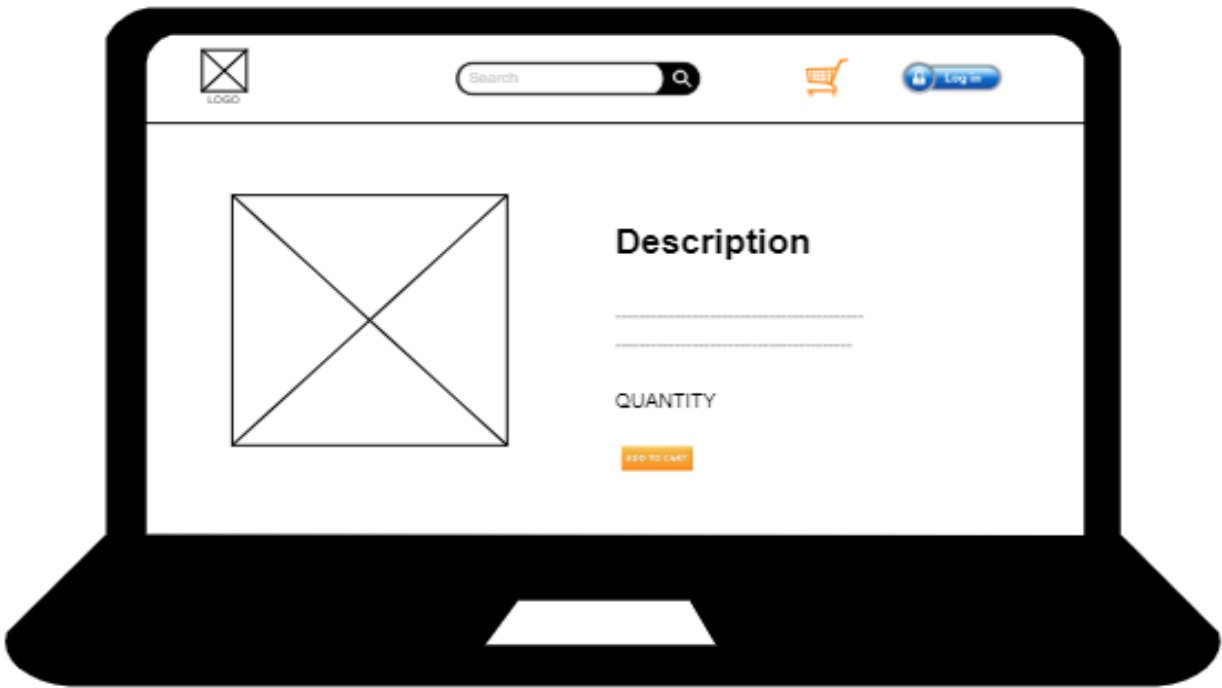 LOGO
Search
Log in
Description
QUANTITY
ADD TO CART